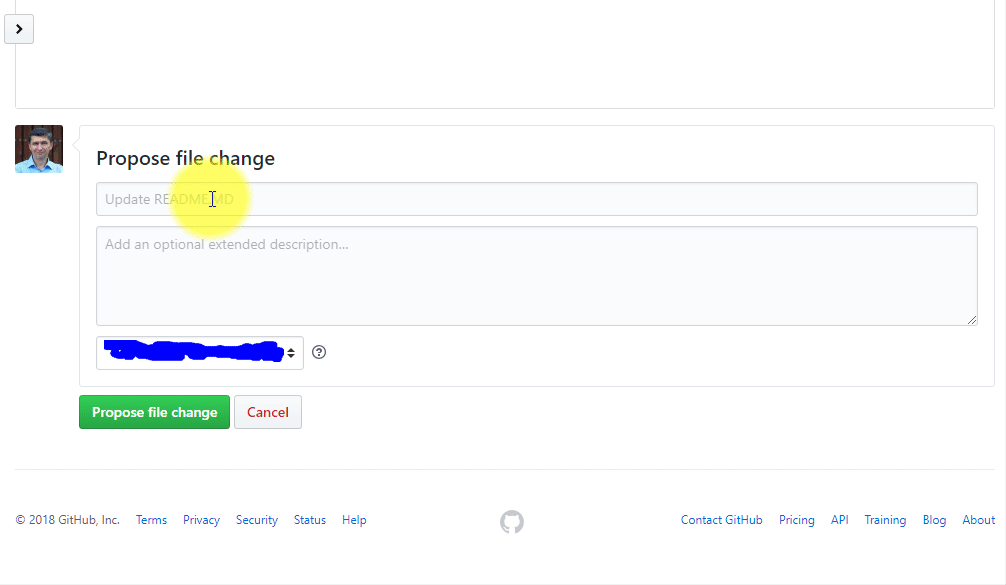 Propose file change
Update README.MD
Add an optional extended description...
Propose file change
Cancel
© 2018 GitHub, Inc. Terms Privacy Security Status Help
Contact GitHub Pricing API Training Blog About